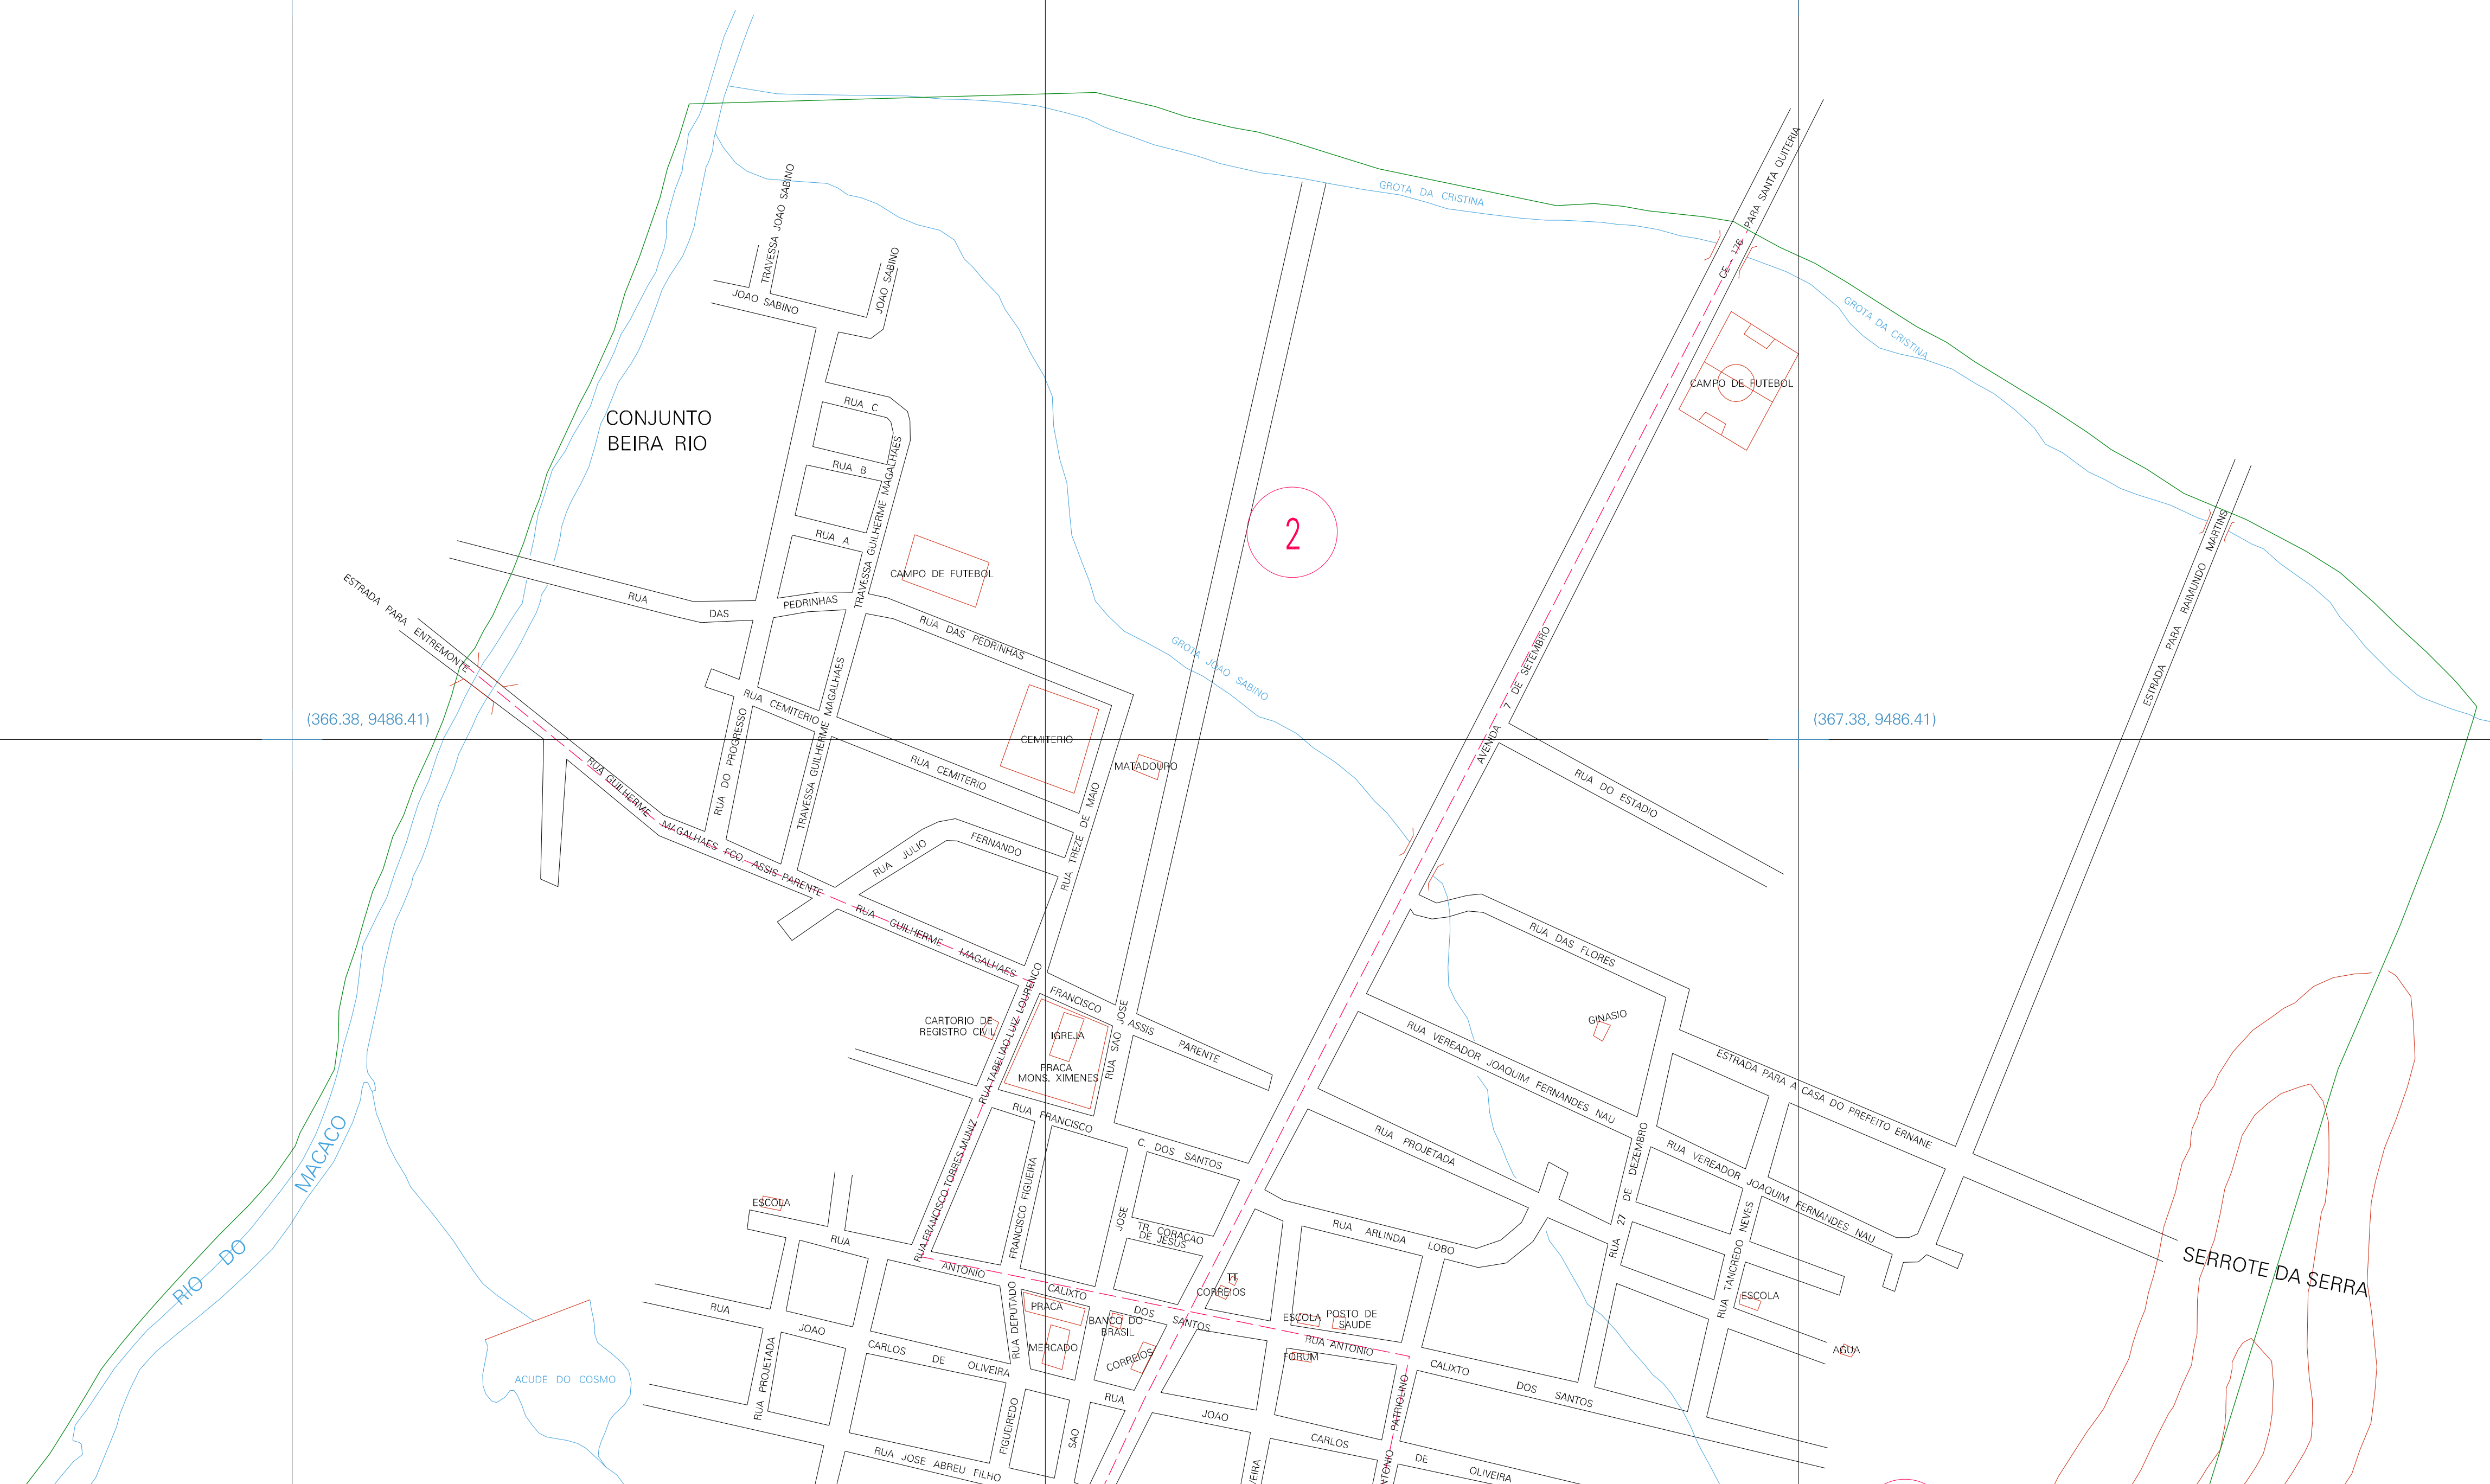 TRAVESSA JOAO SABINO
JOAO SABINO
JOAO SABINO
GROTA DA CRISTINA
CE - 176 - PARA SANTA QUITERIA
GROTA DA CRISTINA
CONJUNTO
BEIRA RIO
RUA C
RUA B
RUA A
TRAVESSA GUILHERME MAGALHAES
CAMPO DE FUTEBOL
CAMPO DE FUTEBOL
2
ESTRADA PARA RAIMUNDO MARTINS
ESTRADA PARA ENTREMONTE
RUA DAS PEDRINHAS
RUA DAS PEDRINHAS
GROTA JOAO SABINO
AVENIDA 7 DE SETEMBRO
(366.38, 9486.41)
(367.38, 9486.41)
RUA CEMITERIO
TRAVESSA GUILHERME MAGALHAES
RUA DO PROGRESSO
CEMITERIO
MATADOURO
RUA CEMITERIO
RUA DO ESTADIO
RUA GUILHERME MAGALHAES FCO. ASSIS PARENTE
RUA JULIO FERNANDO
RUA TREZE DE MAIO
RUA GUILHERME MAGALHAES
RUA DAS FLORES
FRANCISCO ASSIS PARENTE
CARTORIO DE
REGISTRO CIVIL
RUA TABELIAO LUIZ LOURENCO
IGREJA
PRACA
MONS. XIMENES
RUA SAO JOSE
GINASIO
RUA VEREADOR JOAQUIM FERNANDES NAU
ESTRADA PARA A CASA DO PREFEITO ERNANE
RUA FRANCISCO C. DOS SANTOS
RUA PROJETADA
RUA 27 DE DEZEMBRO
RUA VEREADOR JOAQUIM FERNANDES NAU
RIO DO MACACO
RUA FRANCISCO TORRES MUNIZ
FRANCISCO FIGUEIRA
ESCOLA
JOSE
TR. CORACAO
DE JESUS
RUA ARLINDA LOBO
RUA TANCREDO NEVES
SERROTE DA SERRA
RUA ANTONIO CALIXTO DOS SANTOS
TT
CORREIOS
RUA JOAO CARLOS DE OLIVEIRA
RUA DEPUTADO
PRACA
MERCADO
BANCO DO
BRASIL
CORREIOS
ESCOLA
POSTO DE
SAUDE
RUA ANTONIO CALIXTO DOS SANTOS
FORUM
ESCOLA
AGUA
ACUDE DO COSMO
RUA PROJETADA
FIGUEIREDO
SAO
RUA JOAO CARLOS DE OLIVEIRA
PATRIOLINO
RUA JOSE ABREU FILHO